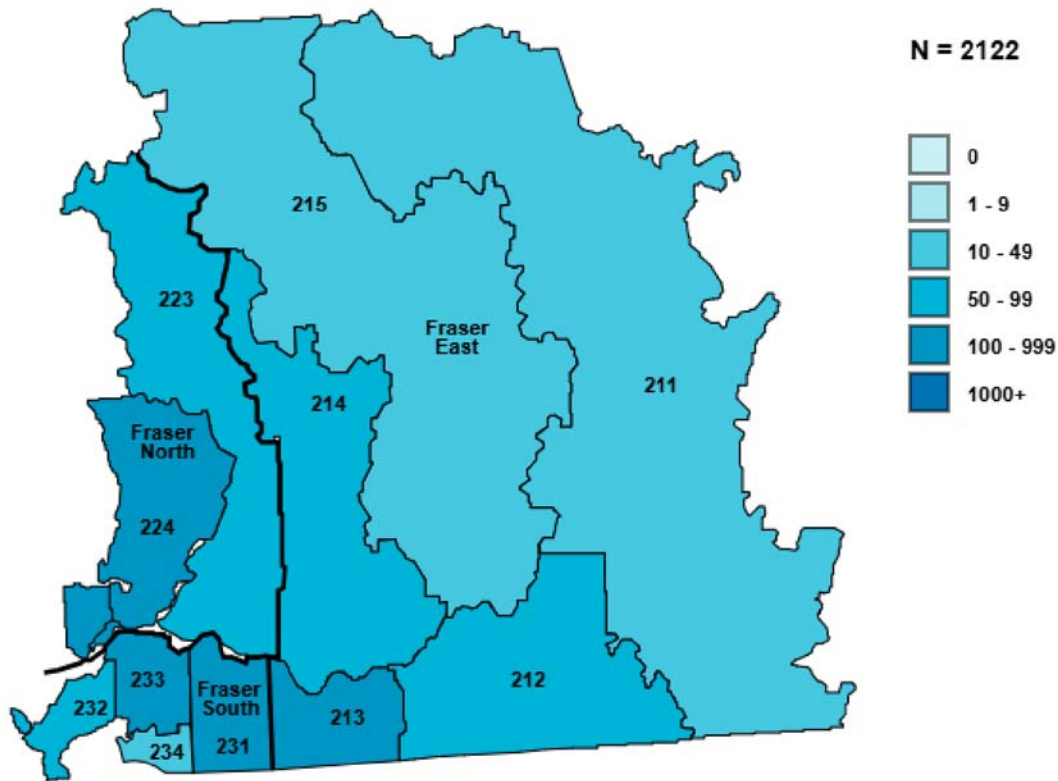 N = 2122
0
1 - 9
10 - 49
50 - 99
100 - 999
1000+
215
223
Fraser
East
211
214
Fraser
North
224
233
Fraser
South
212
232
213
234
231